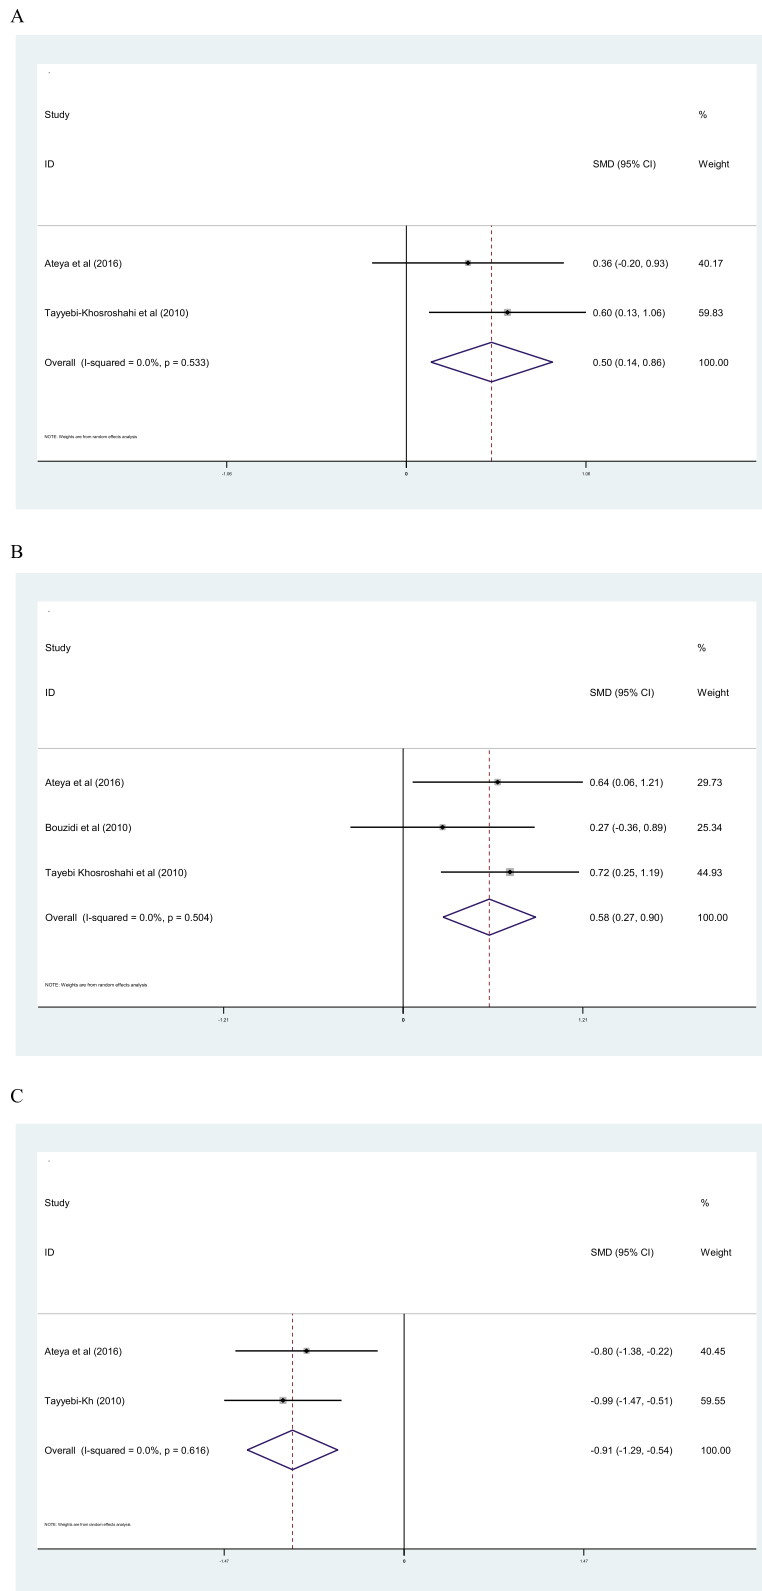 A
Study %
ID SMD (95% CI) Weight
Ateya et al (2016) 0.36 (-0.20, 0.93) 40.17
Tayyebi-Khosroshahi et al (2010) 0.60 (0.13, 1.06) 59.83
Overall (I-squared = 0.0%, p = 0.533) 0.50 (0.14, 0.86) 100.00
NOTE: Weights are from random effects analysis
-1.06 0 1.06
B
Study %
ID SMD (95% CI) Weight
Ateya et al (2016) 0.64 (0.06, 1.21) 29.73
Bouzidi et al (2010) 0.27 (-0.36, 0.89) 25.34
Tayebi Khosroshahi et al (2010) 0.72 (0.25, 1.19) 44.93
Overall (I-squared = 0.0%, p = 0.504) 0.58 (0.27, 0.90) 100.00
NOTE: Weights are from random effects analysis
-1.21 0 1.21
C
Study %
ID SMD (95% CI) Weight
Ateya et al (2016) -0.80 (-1.38, -0.22) 40.45
Tayyebi-Kh (2010) -0.99 (-1.47, -0.51) 59.55
Overall (I-squared = 0.0%, p = 0.616) -0.91 (-1.29, -0.54) 100.00
NOTE: Weights are from random effects analysis
-1.47 0 1.47